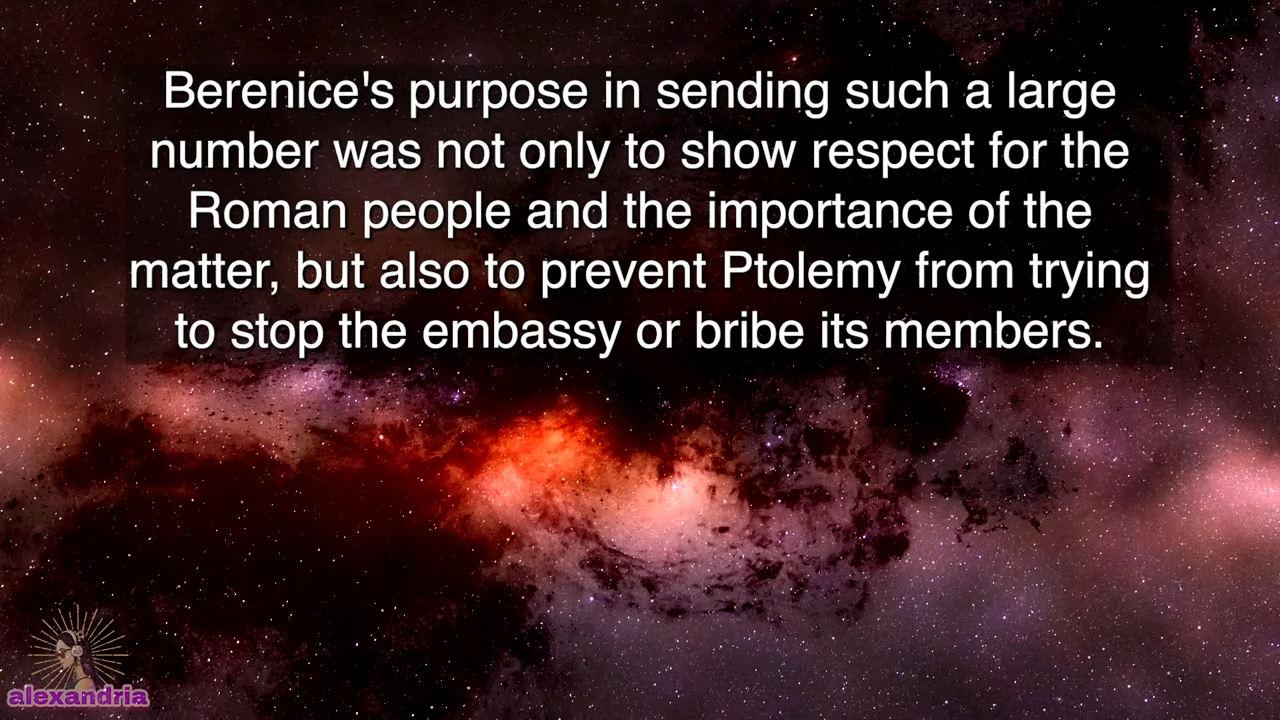 Berenice's purpose in sending such a large
number was not only to show respect for the
Roman people and the importance of the
matter, but also to prevent Ptolemy from trying
to stop the embassy or bribe its members.
alexandria